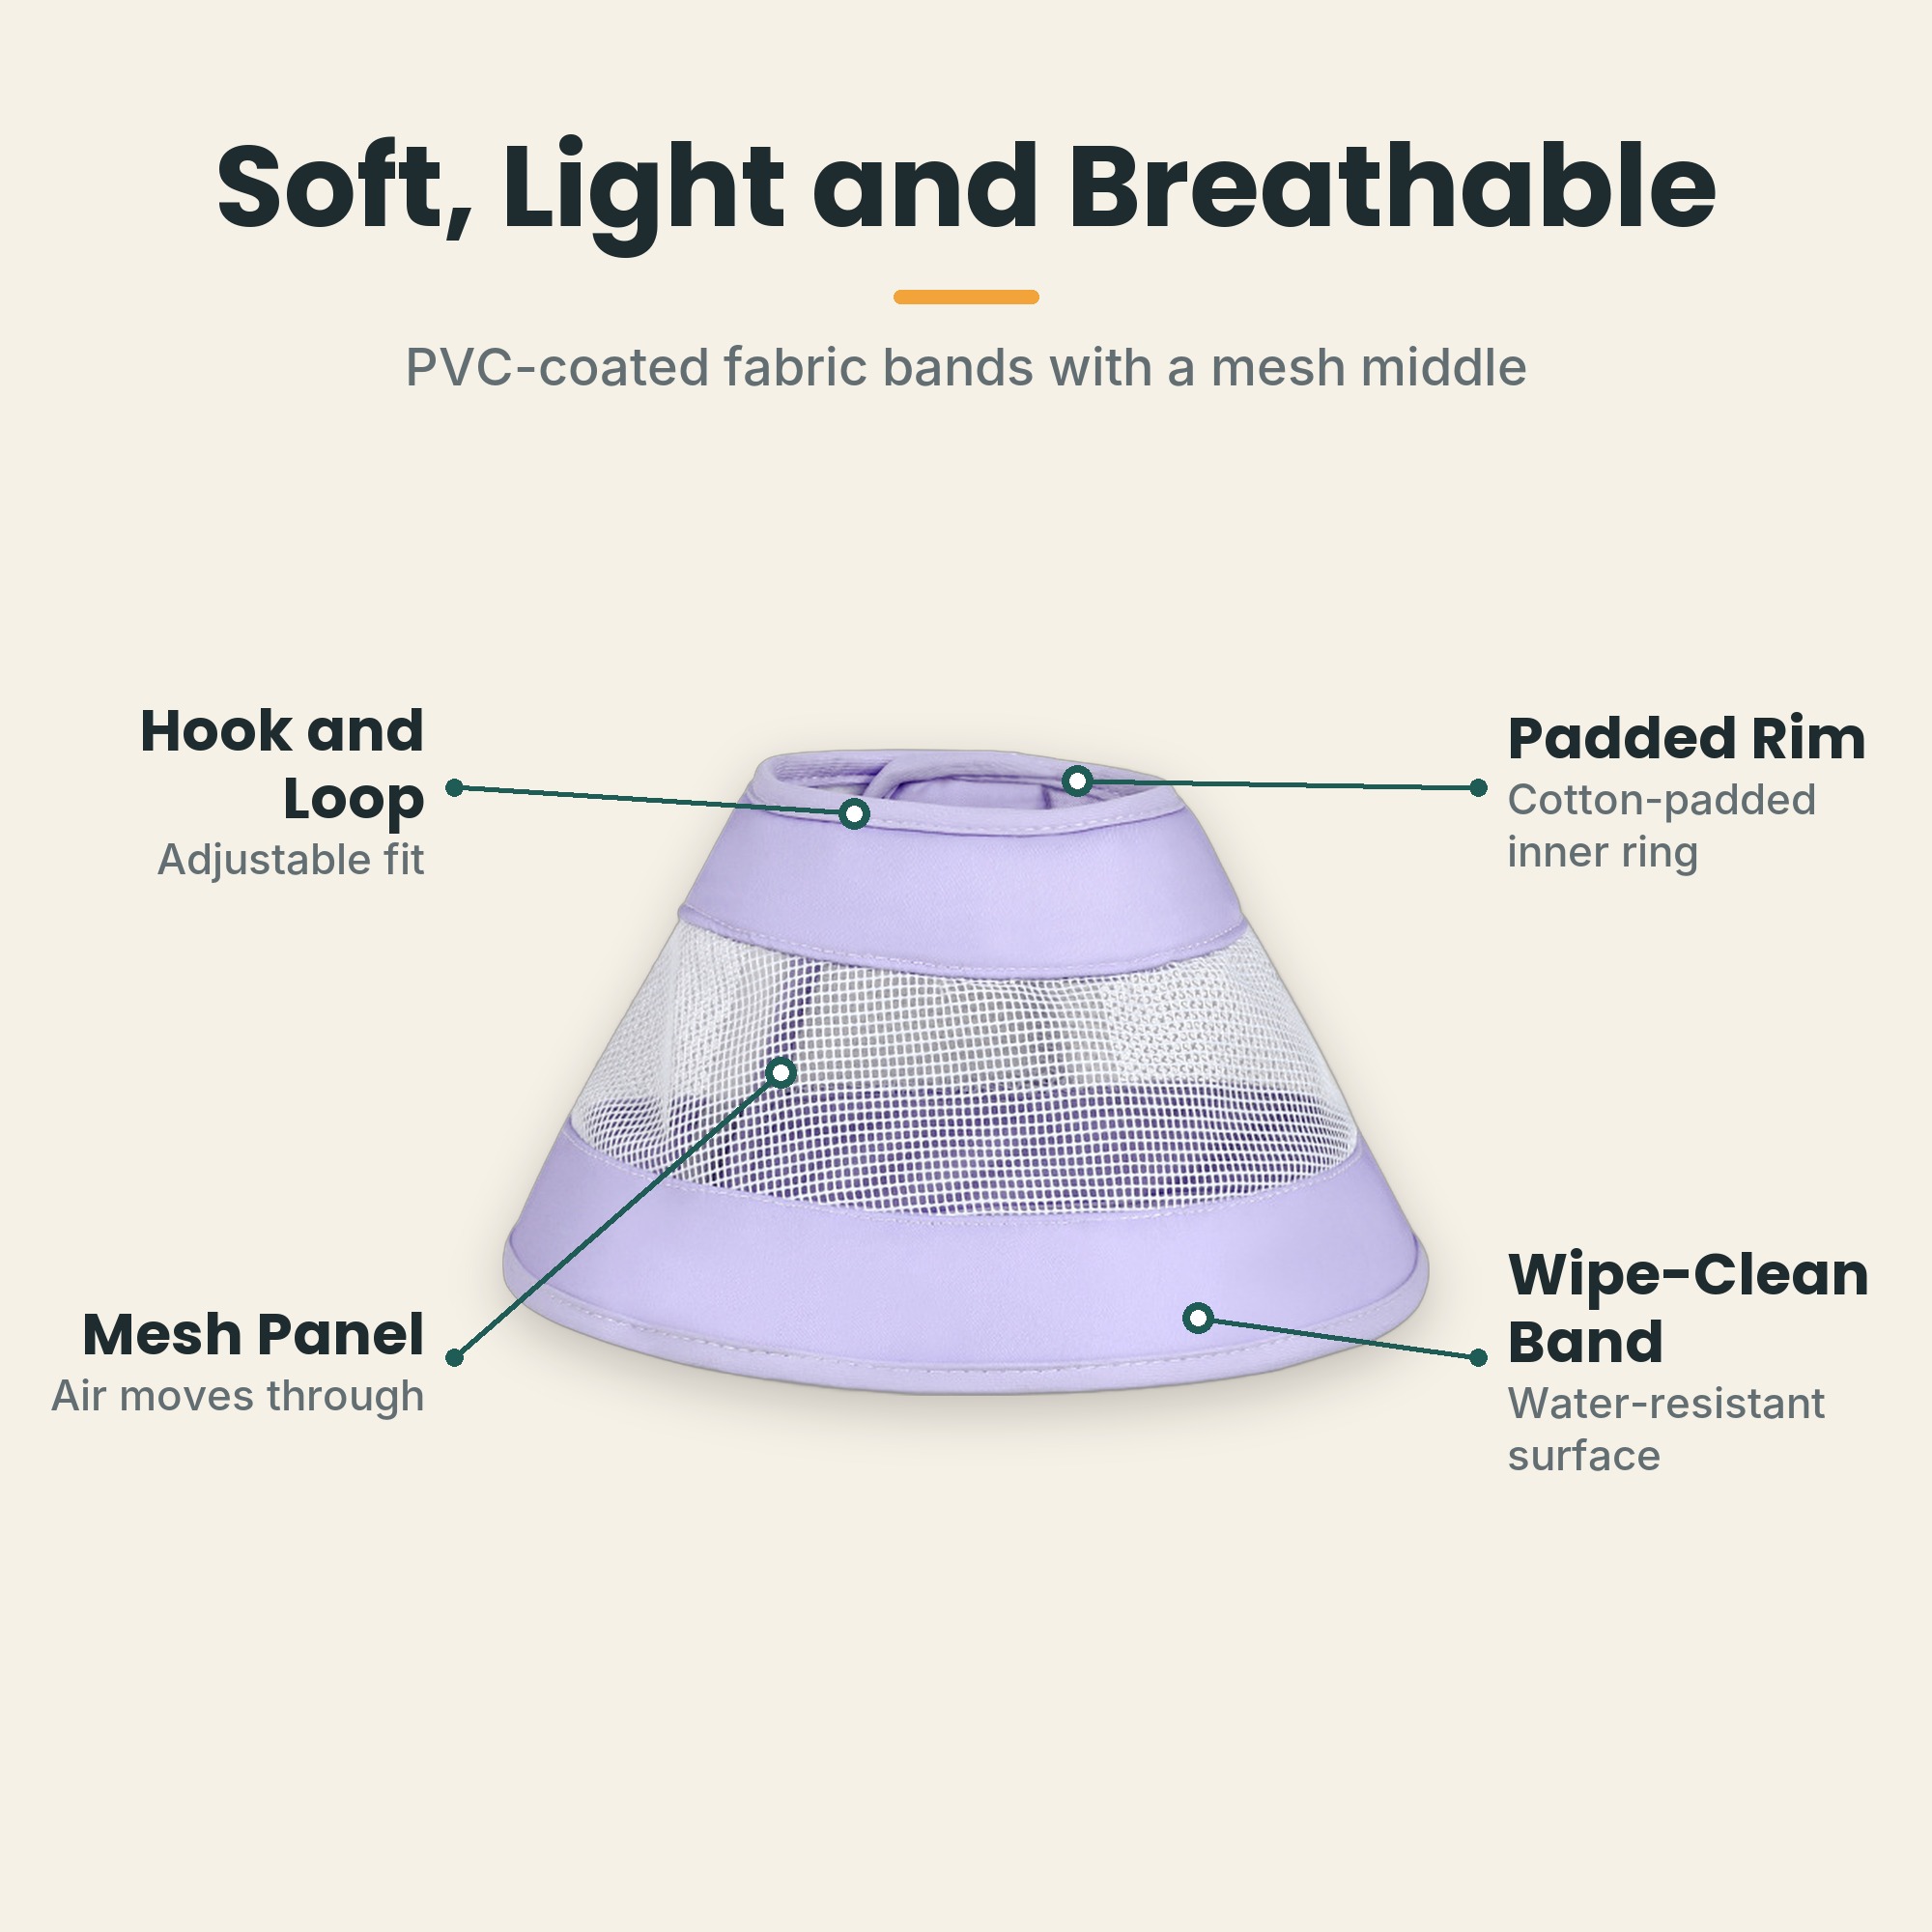 Soft, Light and Breathable
PVC-coated fabric bands with a mesh middle
Hook and
Loop
Adjustable fit
Padded Rim
Cotton-padded
inner ring
Mesh Panel
Air moves through
Wipe-Clean
Band
Water-resistant
surface